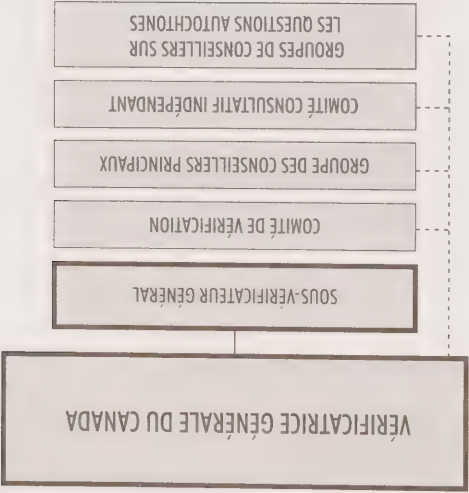 VÉRIFICATRICE GÉNÉRALE DU CANADA
SOUS-VÉRIFICATEUR GÉNÉRAL
COMITÉ DE VÉRIFICATION
GROUPE DES CONSEILLERS PRINCIPAUX
COMITÉ CONSULTATIF INDÉPENDANT
GROUPES DE CONSEILLERS SUR
LES QUESTIONS AUTOCHTONES